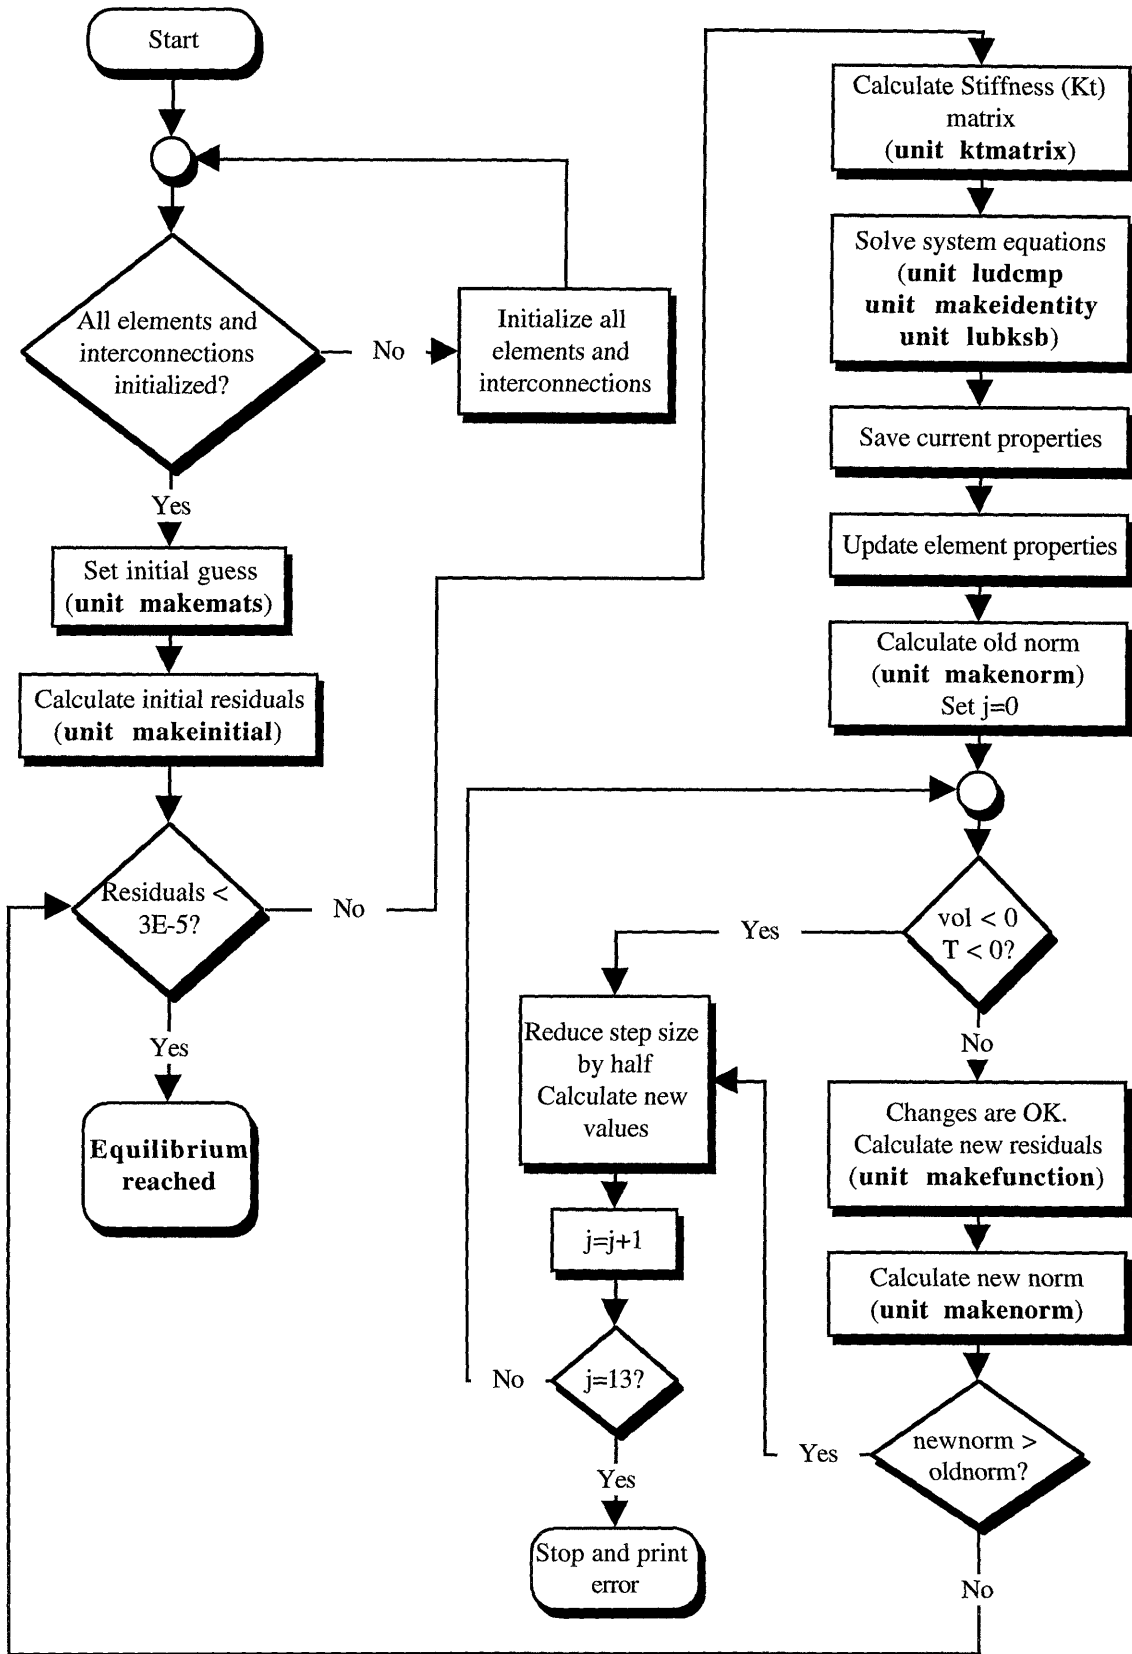 Start
All elements and
interconnections
initialized?
No
Initialize all
elements and
interconnections
Yes
Set initial guess
(unit makemats)
Calculate initial residuals
(unit makeinitial)
Residuals <
3E-5?
No
Yes
Equilibrium
reached
Calculate Stiffness (Kt)
matrix
(unit ktmatrix)
Solve system equations
(unit ludcmp
unit makeidentity
unit lubksb)
Save current properties
Update element properties
Calculate old norm
(unit makenorm)
Set j=0
vol < 0
T < 0?
Yes
No
Reduce step size
by half
Calculate new
values
j=j+1
j=13?
No
Yes
Stop and print
error
Changes are OK.
Calculate new residuals
(unit makefunction)
Calculate new norm
(unit makenorm)
newnorm >
oldnorm?
Yes
No